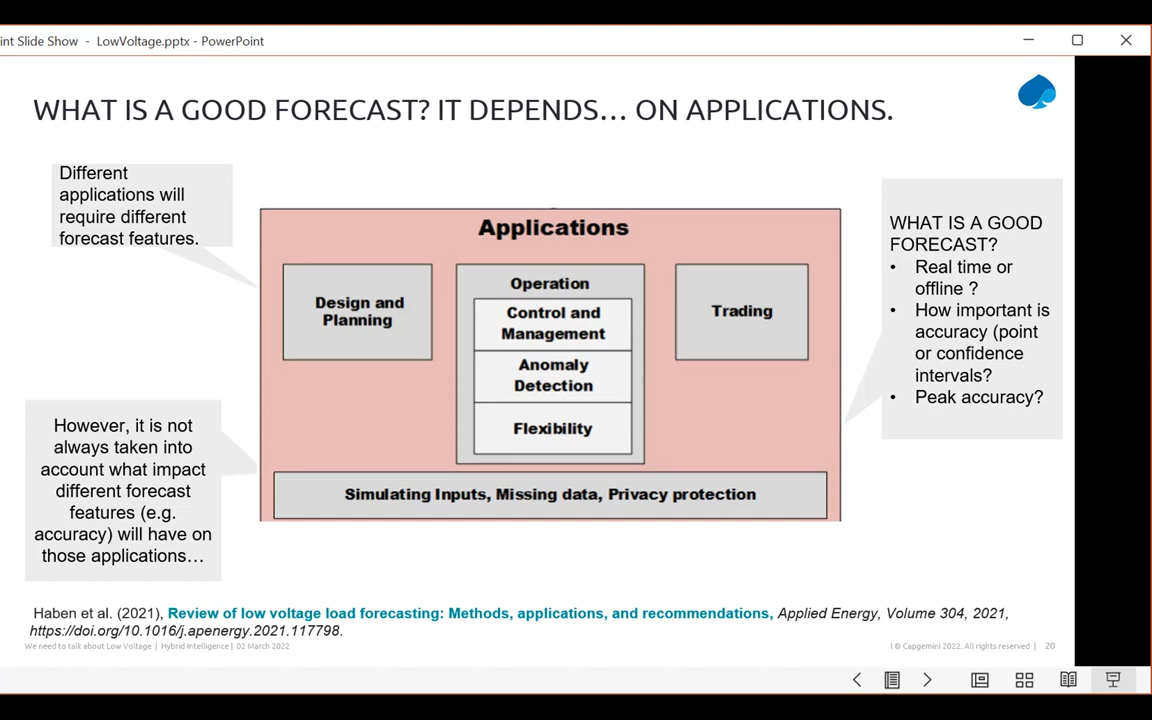 int Slide Show - LowVoltage.pptx - PowerPoint
WHAT IS A GOOD FORECAST? IT DEPENDS… ON APPLICATIONS.
Different
applications will
require different
forecast features.
However, it is not
always taken into
account what impact
different forecast
features (e.g.
accuracy) will have on
those applications…
Applications
Design and
Planning
Operation
Control and
Management
Anomaly
Detection
Flexibility
Trading
Simulating Inputs, Missing data, Privacy protection
WHAT IS A GOOD
FORECAST?
• Real time or
offline ?
• How important is
accuracy (point
or confidence
intervals?
• Peak accuracy?
Haben et al. (2021), Review of low voltage load forecasting: Methods, applications, and recommendations, Applied Energy, Volume 304, 2021,
https://doi.org/10.1016/j.apenergy.2021.117798.
We need to talk about Low Voltage | Hybrid Intelligence | 02 March 2022
l © Capgemini 2022. All rights reserved | 20